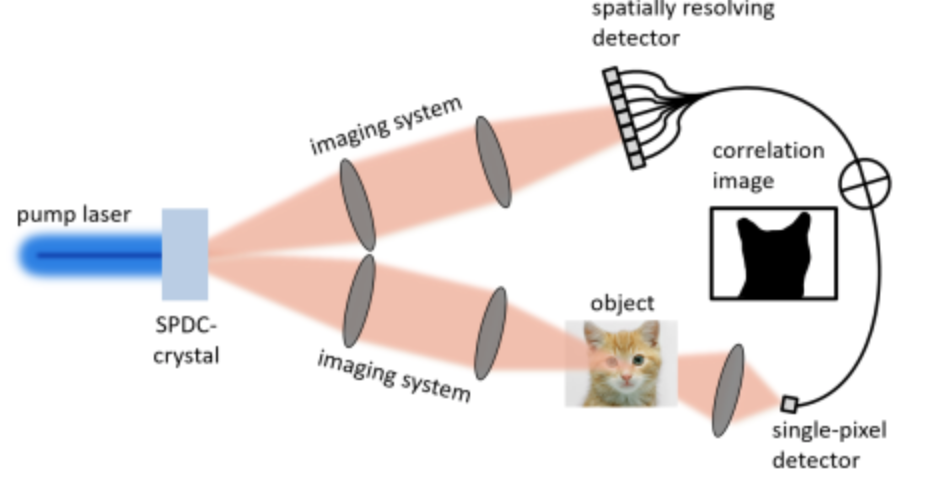 spatially resolving
detector
imaging system
correlation
image
pump laser
object
SPDC-
crystal
imaging system
single-pixel
detector